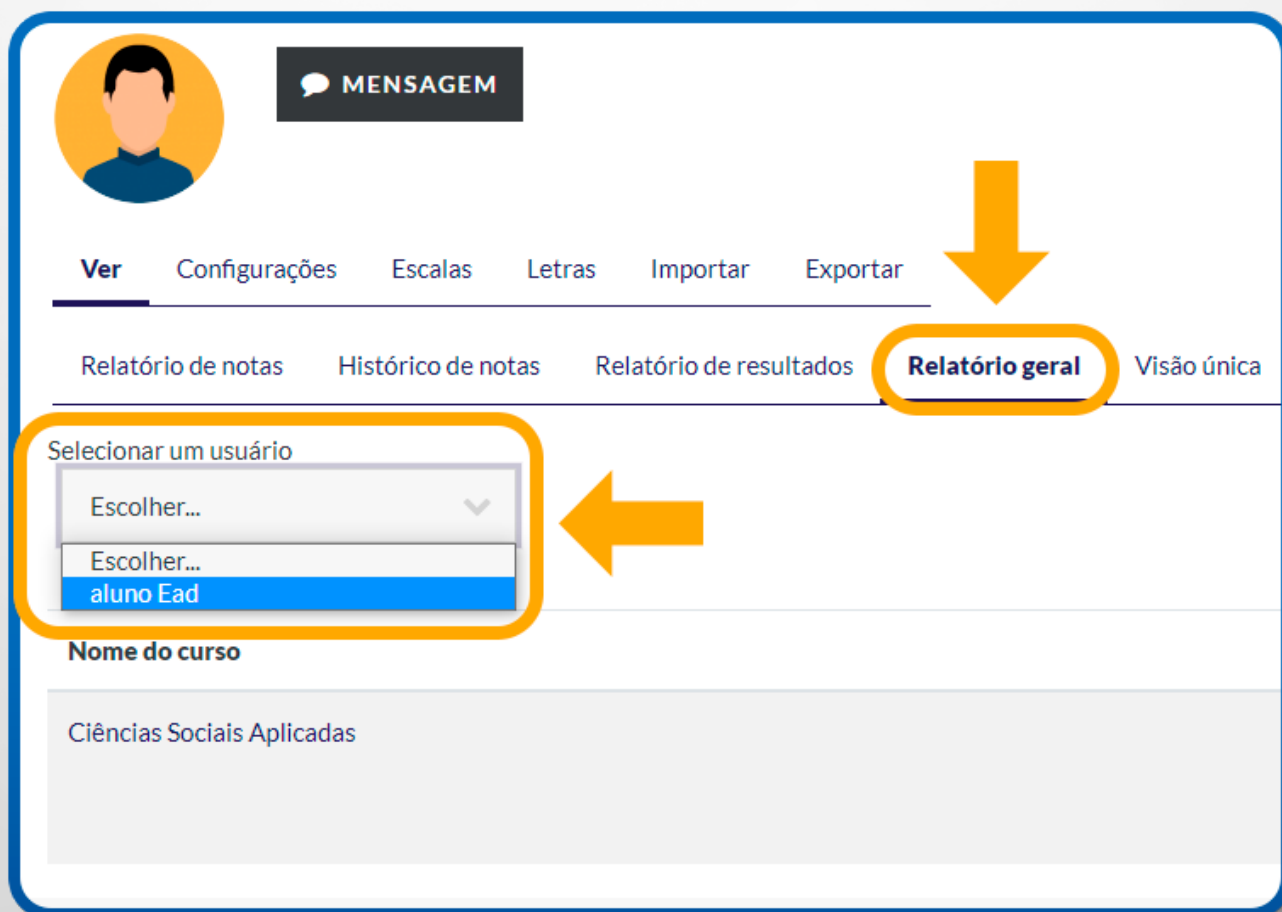 MENSAGEM
Ver Configurações Escalas Letras Importar Exportar
Relatório de notas Histórico de notas Relatório de resultados Relatório geral Visão única
Selecionar um usuário
Escolher...
Escolher...
aluno Ead
Nome do curso
Ciências Sociais Aplicadas